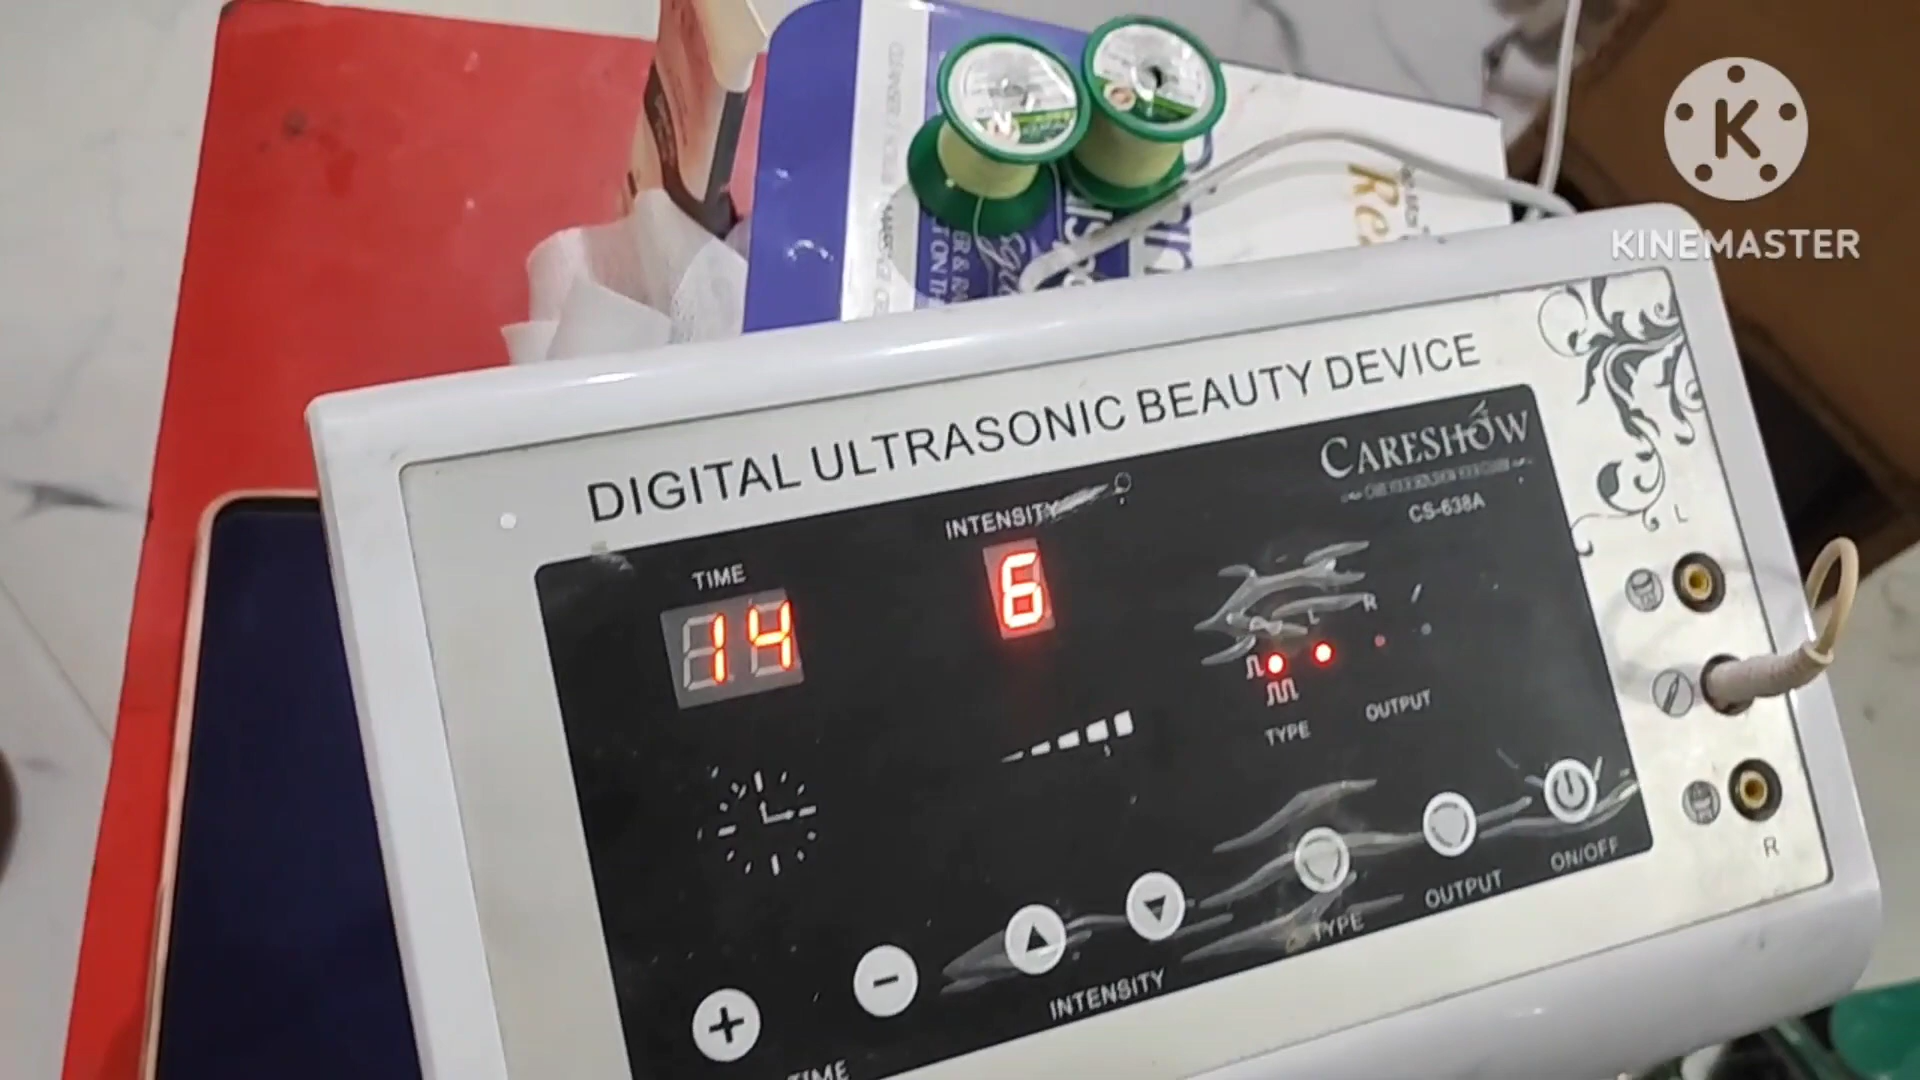 KINEMASTER
DIGITAL ULTRASONIC BEAUTY DEVICE
CARESHOW
CS-638A
INTENSITY
TIME
14
6
L
R
TYPE
OUTPUT
L
R
ON/OFF
OUTPUT
TYPE
INTENSITY
TIME